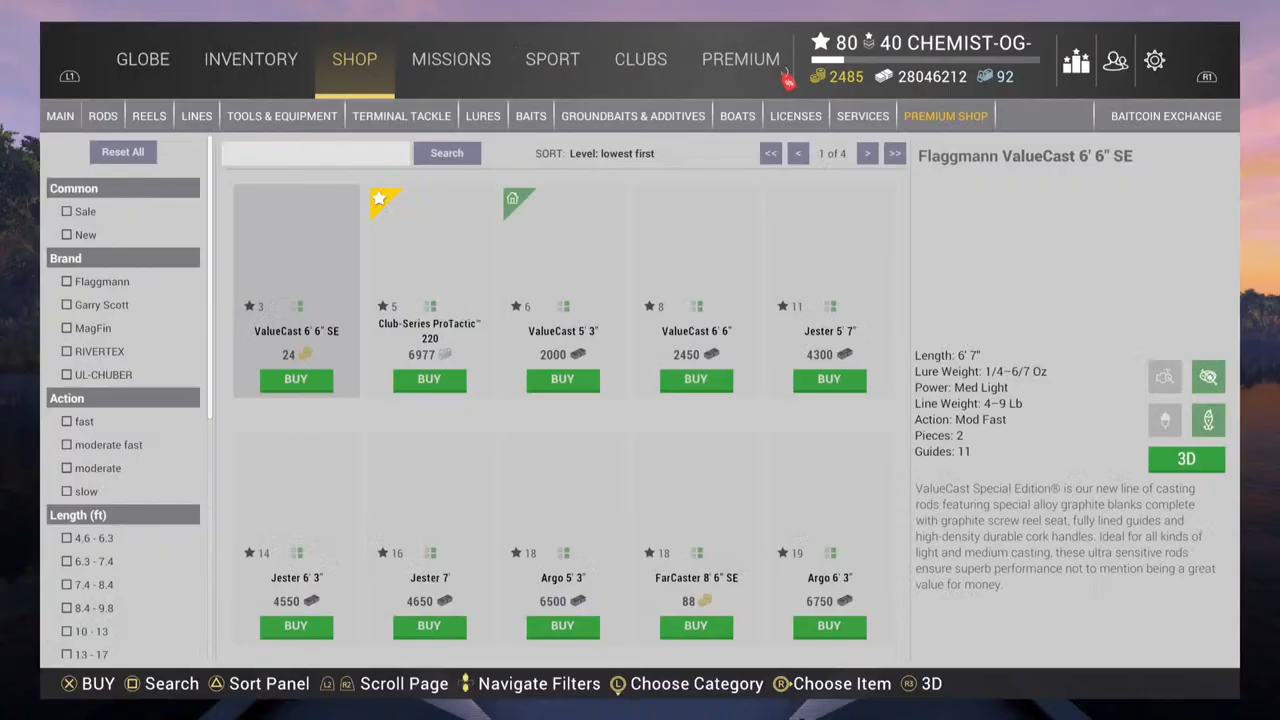 L1
GLOBE INVENTORY SHOP MISSIONS SPORT CLUBS PREMIUM
80 40 CHEMIST-OG-
2485 28046212 92
R1
MAIN RODS REELS LINES TOOLS & EQUIPMENT TERMINAL TACKLE LURES BAITS GROUNDBAITS & ADDITIVES BOATS LICENSES SERVICES PREMIUM SHOP BAITCOIN EXCHANGE
Reset All
Common
Sale
New
Brand
Flaggmann
Garry Scott
MagFin
RIVERTEX
UL-CHUBER
Action
fast
moderate fast
moderate
slow
Length (ft)
4.6 - 6.3
6.3 - 7.4
7.4 - 8.4
8.4 - 9.8
10 - 13
13 - 17
Search SORT: Level: lowest first << < 1 of 4 > >>
3 5 6 8 11
ValueCast 6' 6" SE
Club-Series ProTactic™
220
ValueCast 5' 3"
ValueCast 6' 6"
Jester 5' 7"
24 6977 2000 2450 4300
BUY BUY BUY BUY BUY
14 16 18 18 19
Jester 6' 3" Jester 7' Argo 5' 3" FarCaster 8' 6" SE Argo 6' 3"
4550 4650 6500 88 6750
BUY BUY BUY BUY BUY
Flaggmann ValueCast 6' 6" SE
Length: 6' 7"
Lure Weight: 1/4–6/7 Oz
Power: Med Light
Line Weight: 4–9 Lb
Action: Mod Fast
Pieces: 2
Guides: 11
3D
ValueCast Special Edition® is our new line of casting
rods featuring special alloy graphite blanks complete
with graphite screw reel seat, fully lined guides and
high-density durable cork handles. Ideal for all kinds of
light and medium casting, these ultra sensitive rods
ensure superb performance not to mention being a great
value for money.
BUY Search Sort Panel L2 R2 Scroll Page Navigate Filters L Choose Category R Choose Item R3 3D